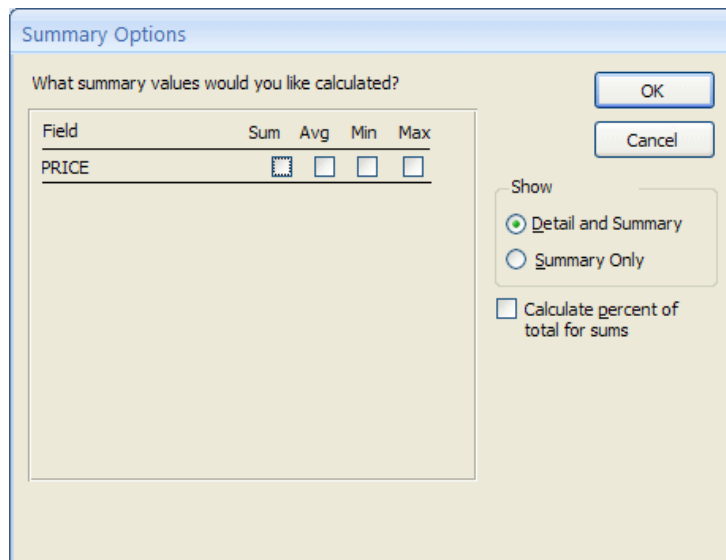 Summary Options
What summary values would you like calculated?
OK
Cancel
Field Sum Avg Min Max
PRICE
Show
Detail and Summary
Summary Only
Calculate percent of
total for sums